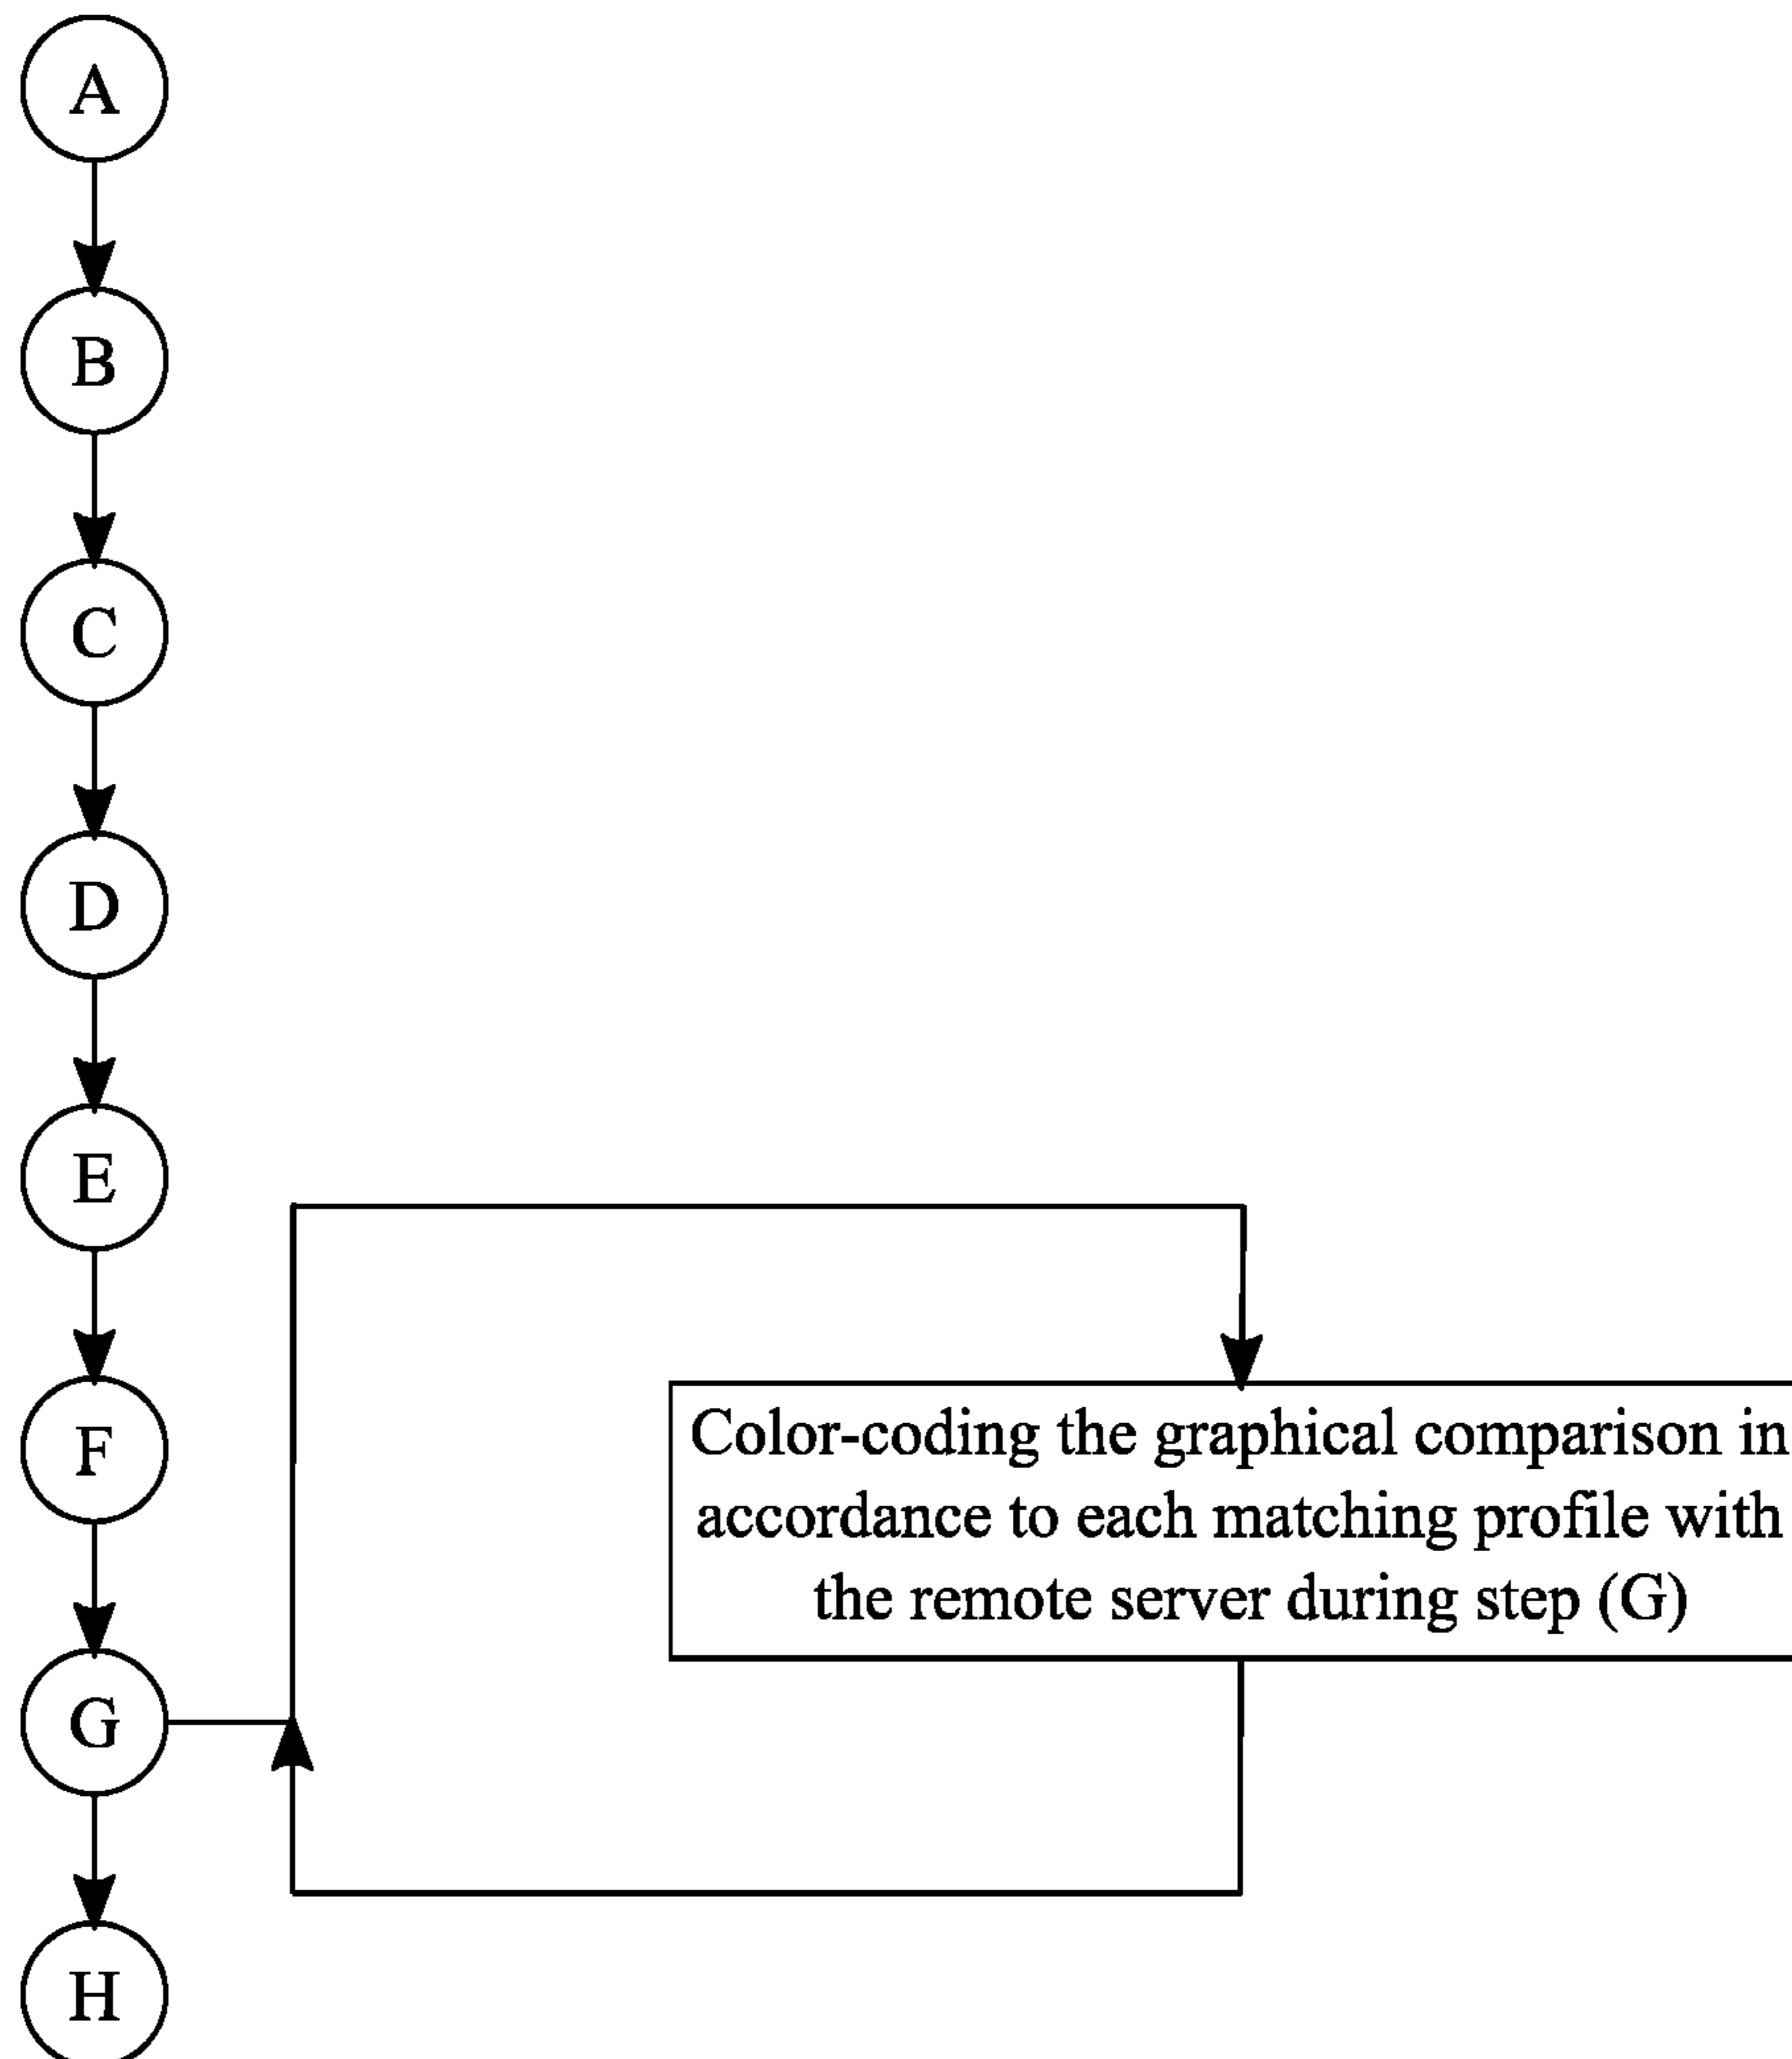 A
B
C
D
E
F
Color-coding the graphical comparison in
accordance to each matching profile with
the remote server during step (G)
G
H